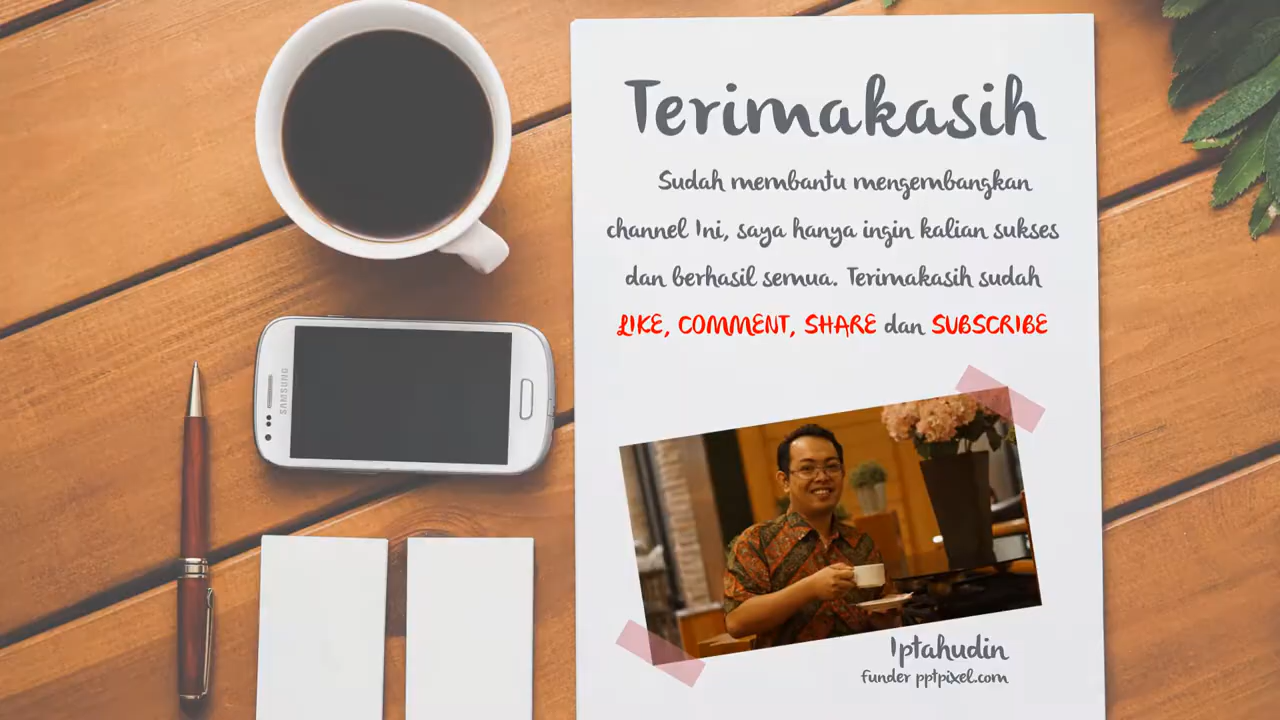 Terimakasih
Sudah membantu mengembangkan
channel Ini, saya hanya ingin kalian sukses
dan berhasil semua. Terimakasih sudah
LIKE, COMMENT, SHARE dan SUBSCRIBE
SAMSUNG
Iptahudin
funder pptpixel.com